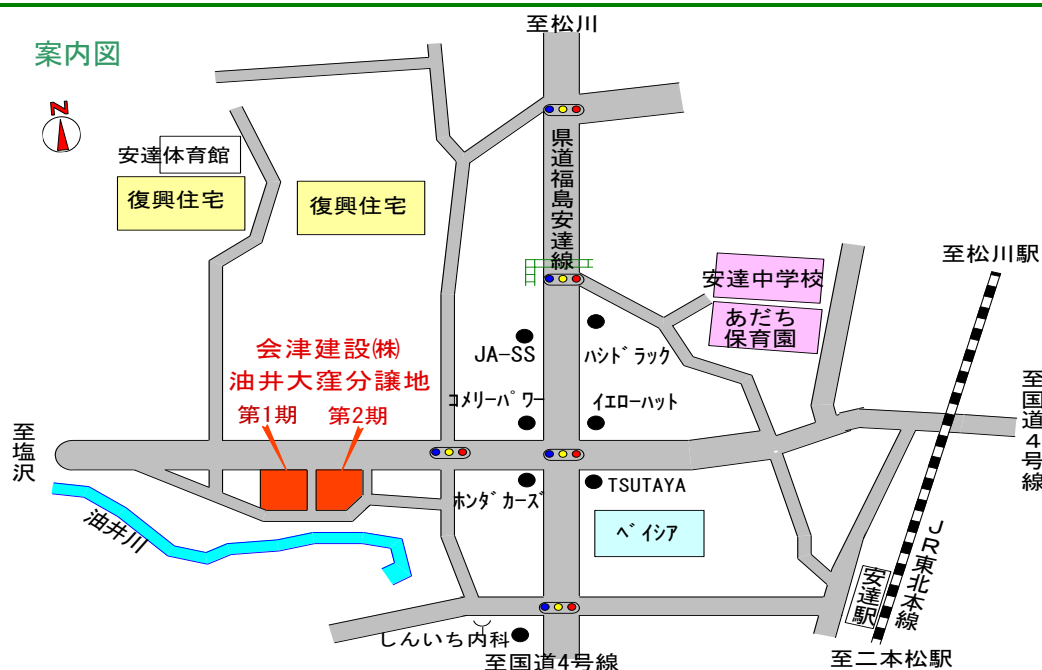 至松川
案内図
N
県道福島安達線
安達体育館
復興住宅
復興住宅
至松川駅
安達中学校
あだち
保育園
会津建設㈱
油井大窪分譲地
第1期
第2期
JA-SS
ハシドラック
コメリーパワー
イエローハット
至国道4号線
至塩沢
ホンダカーズ
TSUTAYA
ベイシア
油井川
JR東北本線
安達駅
しんいち内科
至国道4号線
至二本松駅